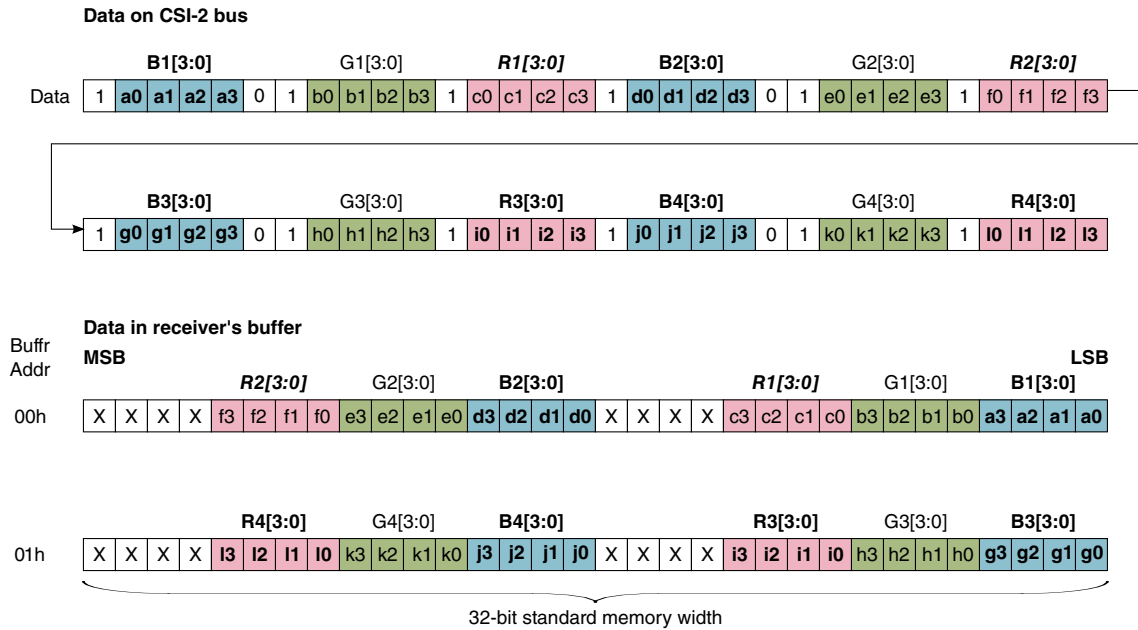 Data on CSI-2 bus
B1[3:0] G1[3:0] R1[3:0] B2[3:0] G2[3:0] R2[3:0]
Data 1 a0 a1 a2 a3 0 1 b0 b1 b2 b3 1 c0 c1 c2 c3 1 d0 d1 d2 d3 0 1 e0 e1 e2 e3 1 f0 f1 f2 f3
B3[3:0] G3[3:0] R3[3:0] B4[3:0] G4[3:0] R4[3:0]
1 g0 g1 g2 g3 0 1 h0 h1 h2 h3 1 i0 i1 i2 i3 1 j0 j1 j2 j3 0 1 k0 k1 k2 k3 1 l0 l1 l2 l3
Data in receiver's buffer
Buffr
Addr
MSB LSB
R2[3:0] G2[3:0] B2[3:0] R1[3:0] G1[3:0] B1[3:0]
00h X X X X f3 f2 f1 f0 e3 e2 e1 e0 d3 d2 d1 d0 X X X X c3 c2 c1 c0 b3 b2 b1 b0 a3 a2 a1 a0
R4[3:0] G4[3:0] B4[3:0] R3[3:0] G3[3:0] B3[3:0]
01h X X X X l3 l2 l1 l0 k3 k2 k1 k0 j3 j2 j1 j0 X X X X i3 i2 i1 i0 h3 h2 h1 h0 g3 g2 g1 g0
32-bit standard memory width